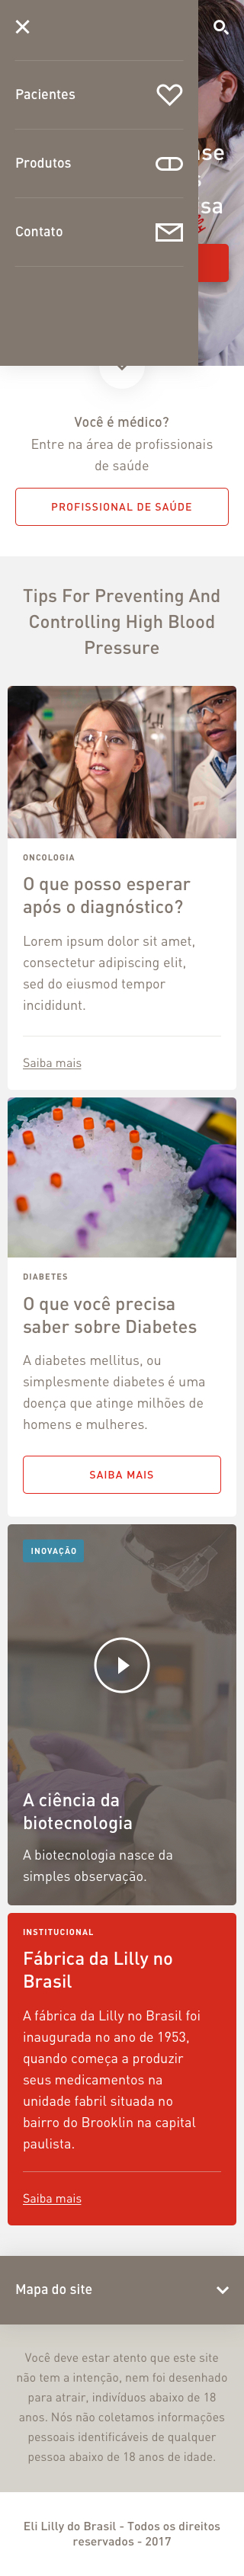 Pacientes
Produtos
Contato
Você é médico?
Entre na área de profissionais
de saúde
PROFISSIONAL DE SAÚDE
Tips For Preventing And
Controlling High Blood
Pressure
ONCOLOGIA
O que posso esperar
após o diagnóstico?
Lorem ipsum dolor sit amet,
consectetur adipiscing elit,
sed do eiusmod tempor
incididunt.
Saiba mais
DIABETES
O que você precisa
saber sobre Diabetes
A diabetes mellitus, ou
simplesmente diabetes é uma
doença que atinge milhões de
homens e mulheres.
SAIBA MAIS
INOVAÇÃO
A ciência da
biotecnologia
A biotecnologia nasce da
simples observação.
INSTITUCIONAL
Fábrica da Lilly no
Brasil
A fábrica da Lilly no Brasil foi
inaugurada no ano de 1953,
quando começa a produzir
seus medicamentos na
unidade fabril situada no
bairro do Brooklin na capital
paulista.
Saiba mais
Mapa do site
Você deve estar atento que este site
não tem a intenção, nem foi desenhado
para atrair, indivíduos abaixo de 18
anos. Nós não coletamos informações
pessoais identificáveis de qualquer
pessoa abaixo de 18 anos de idade.
Eli Lilly do Brasil - Todos os direitos
reservados - 2017